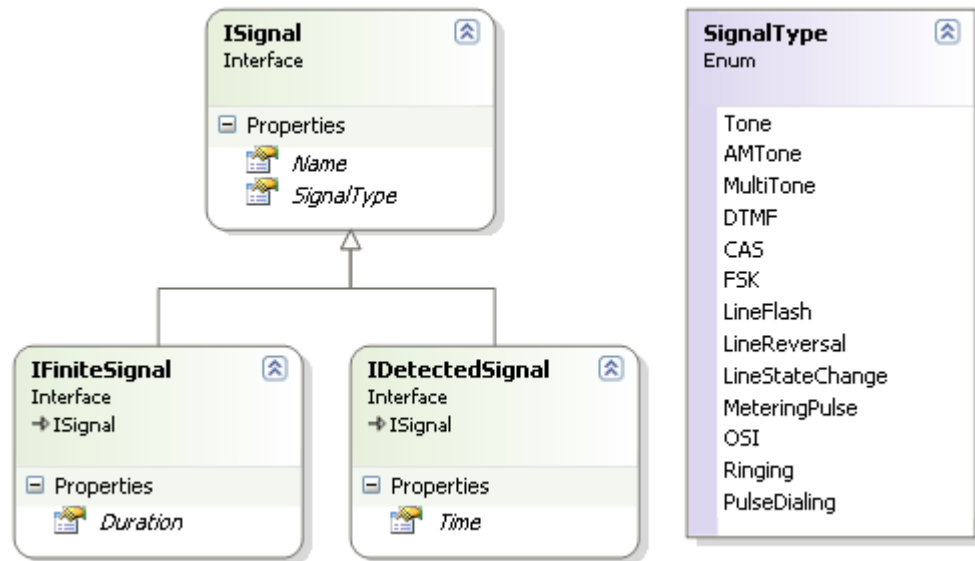 ISignal
Interface
Properties
Name
SignalType
SignalType
Enum
Tone
AMTone
MultiTone
DTMF
CAS
FSK
LineFlash
LineReversal
LineStateChange
MeteringPulse
OSI
Ringing
PulseDialing
IFiniteSignal
Interface
ISignal
Properties
Duration
IDetectedSignal
Interface
ISignal
Properties
Time